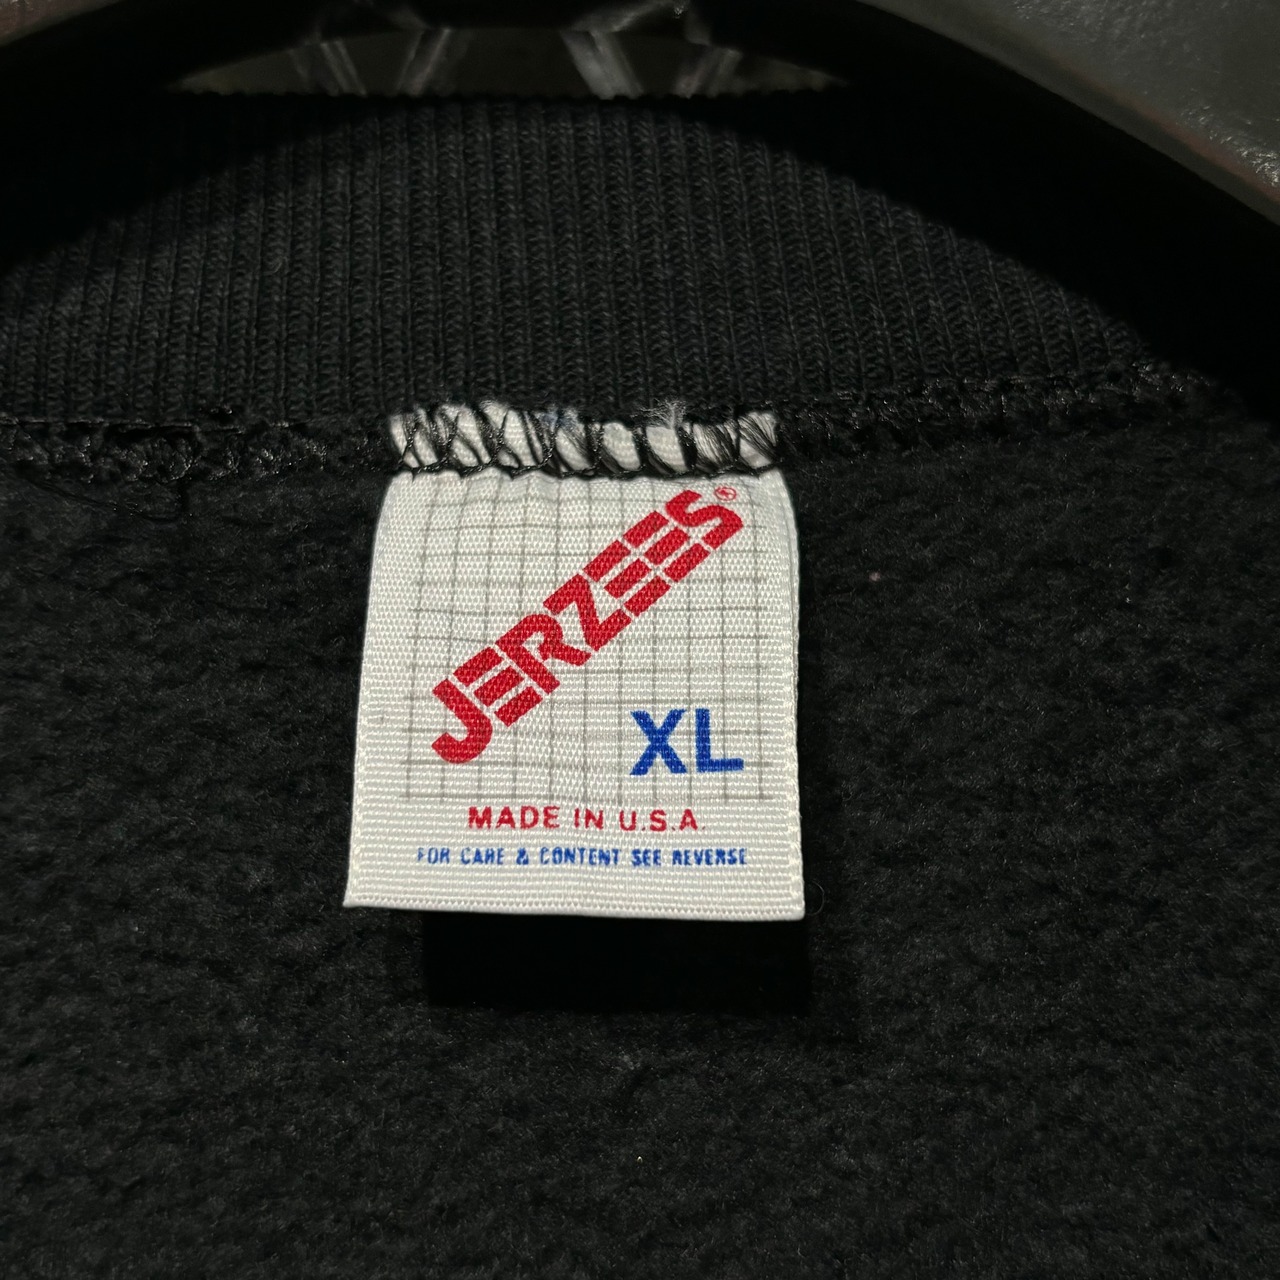 JERZEES®
XL
MADE IN U.S.A.
FOR CARE & CONTENT SEE REVERSE